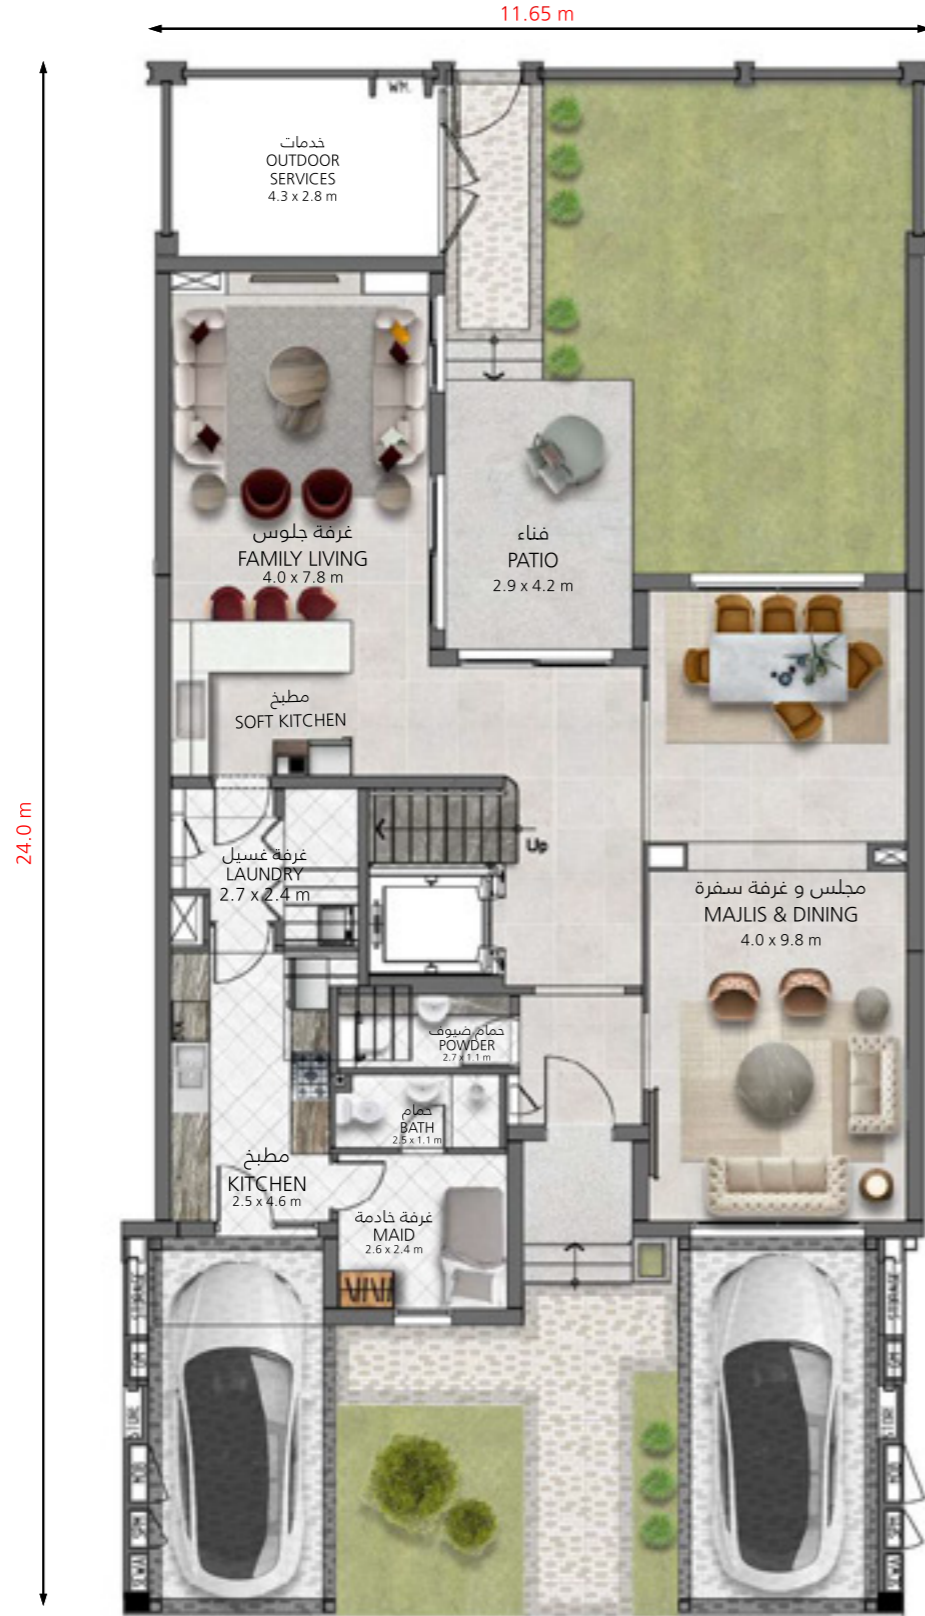 11.65 m
24.0 m
WH.
خدمات
OUTDOOR
SERVICES
4.3 x 2.8 m
غرفة جلوس
FAMILY LIVING
4.0 x 7.8 m
فناء
PATIO
2.9 x 4.2 m
مطبخ
SOFT KITCHEN
Up
غرفة غسيل
LAUNDRY
2.7 x 2.4 m
مجلس و غرفة سفرة
MAJLIS & DINING
4.0 x 9.8 m
حمام ضيوف
POWDER
2.7 x 1.1 m
حمام
BATH
2.5 x 1.1 m
مطبخ
KITCHEN
2.5 x 4.6 m
غرفة خادمة
MAID
2.6 x 2.4 m
STORE
STORE